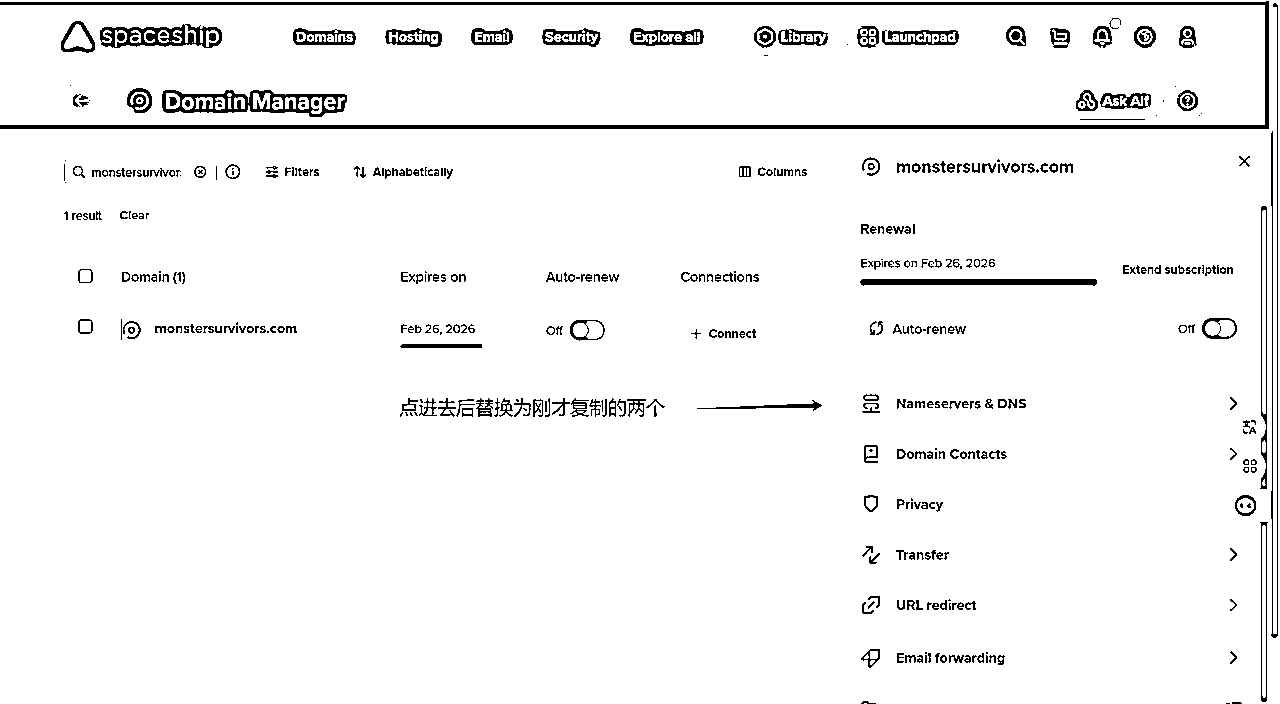 spaceship Domains Hosting Email Security Explore all Library Launchpad
Domain Manager Ask Alf
monstersurvivor Filters Alphabetically Columns
1 result Clear
Domain (1) Expires on Auto-renew Connections
monstersurvivors.com Feb 26, 2026 Off + Connect
点进去后替换为刚才复制的两个
monstersurvivors.com
Renewal
Expires on Feb 26, 2026 Extend subscription
Auto-renew Off
Nameservers & DNS
Domain Contacts
Privacy
Transfer
URL redirect
Email forwarding